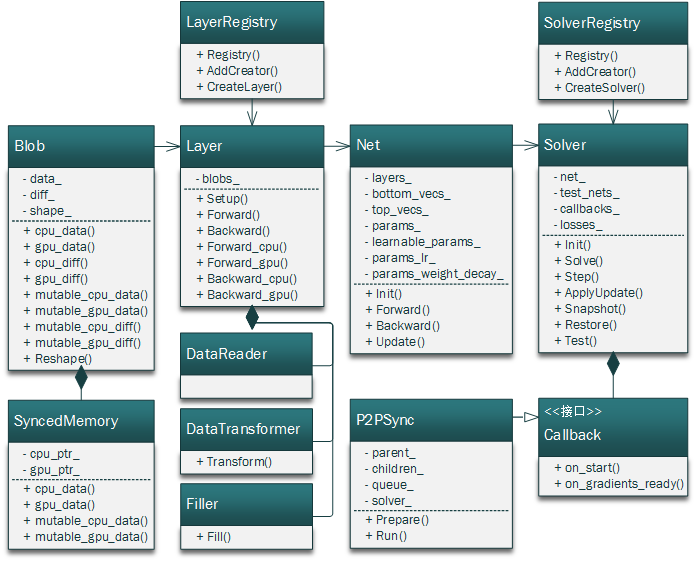 LayerRegistry
+ Registry()
+ AddCreator()
+ CreateLayer()
SolverRegistry
+ Registry()
+ AddCreator()
+ CreateSolver()
Blob
- data_
- diff_
- shape_
+ cpu_data()
+ gpu_data()
+ cpu_diff()
+ gpu_diff()
+ mutable_cpu_data()
+ mutable_gpu_data()
+ mutable_cpu_diff()
+ mutable_gpu_diff()
+ Reshape()
Layer
- blobs_
+ Setup()
+ Forward()
+ Backward()
+ Forward_cpu()
+ Forward_gpu()
+ Backward_cpu()
+ Backward_gpu()
Net
- layers_
- bottom_vecs_
- top_vecs_
- params_
- learnable_params_
- params_lr_
- params_weight_decay_
+ Init()
+ Forward()
+ Backward()
+ Update()
Solver
- net_
- test_nets_
- callbacks_
- losses_
+ Init()
+ Solve()
+ Step()
+ ApplyUpdate()
+ Snapshot()
+ Restore()
+ Test()
SyncedMemory
- cpu_ptr_
- gpu_ptr_
+ cpu_data()
+ gpu_data()
+ mutable_cpu_data()
+ mutable_gpu_data()
DataReader
DataTransformer
+ Transform()
Filler
+ Fill()
P2PSync
- parent_
- children_
- queue_
- solver_
+ Prepare()
+ Run()
<<接口>>
Callback
+ on_start()
+ on_gradients_ready()